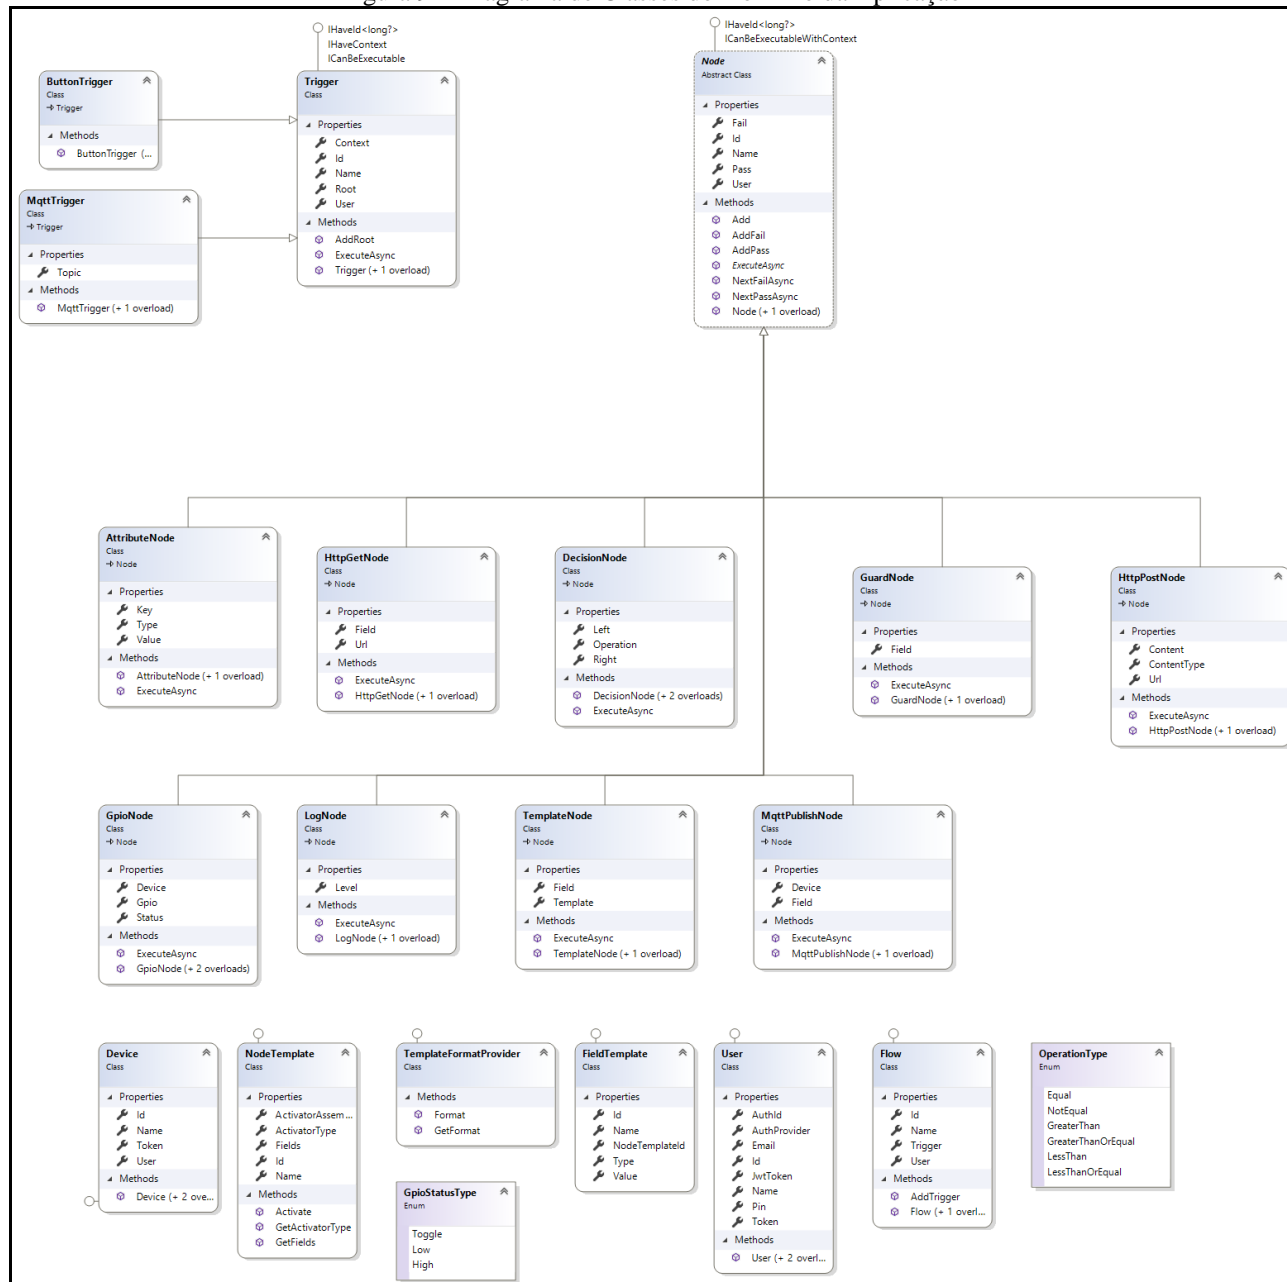 IHaveId<long?>
IHaveContext
ICanBeExecutable
IHaveId<long?>
ICanBeExecutableWithContext
ButtonTrigger
Class
Trigger
Methods
ButtonTrigger (...
Trigger
Class
Properties
Context
Id
Name
Root
User
Methods
AddRoot
ExecuteAsync
Trigger (+ 1 overload)
Node
Abstract Class
Properties
Fail
Id
Name
Pass
User
Methods
Add
AddFail
AddPass
ExecuteAsync
NextFailAsync
NextPassAsync
Node (+ 1 overload)
MqttTrigger
Class
Trigger
Properties
Topic
Methods
MqttTrigger (+ 1 overload)
AttributeNode
Class
Node
Properties
Key
Type
Value
Methods
AttributeNode (+ 1 overload)
ExecuteAsync
HttpGetNode
Class
Node
Properties
Field
Url
Methods
ExecuteAsync
HttpGetNode (+ 1 overload)
DecisionNode
Class
Node
Properties
Left
Operation
Right
Methods
DecisionNode (+ 2 overloads)
ExecuteAsync
GuardNode
Class
Node
Properties
Field
Methods
ExecuteAsync
GuardNode (+ 1 overload)
HttpPostNode
Class
Node
Properties
Content
ContentType
Url
Methods
ExecuteAsync
HttpPostNode (+ 1 overload)
GpioNode
Class
Node
Properties
Device
Gpio
Status
Methods
ExecuteAsync
GpioNode (+ 2 overloads)
LogNode
Class
Node
Properties
Level
Methods
ExecuteAsync
LogNode (+ 1 overload)
TemplateNode
Class
Node
Properties
Field
Template
Methods
ExecuteAsync
TemplateNode (+ 1 overload)
MqttPublishNode
Class
Node
Properties
Device
Field
Methods
ExecuteAsync
MqttPublishNode (+ 1 overload)
Device
Class
Properties
Id
Name
Token
User
Methods
Device (+ 2 ove...
NodeTemplate
Class
Properties
ActivatorAssem...
ActivatorType
Fields
Id
Name
Methods
Activate
GetActivatorType
GetFields
TemplateFormatProvider
Class
Methods
Format
GetFormat
GpioStatusType
Enum
Toggle
Low
High
FieldTemplate
Class
Properties
Id
Name
NodeTemplateId
Type
Value
User
Class
Properties
AuthId
AuthProvider
Email
Id
JwtToken
Name
Pin
Token
Methods
User (+ 2 overl...
Flow
Class
Properties
Id
Name
Trigger
User
Methods
AddTrigger
Flow (+ 1 overl...
OperationType
Enum
Equal
NotEqual
GreaterThan
GreaterThanOrEqual
LessThan
LessThanOrEqual